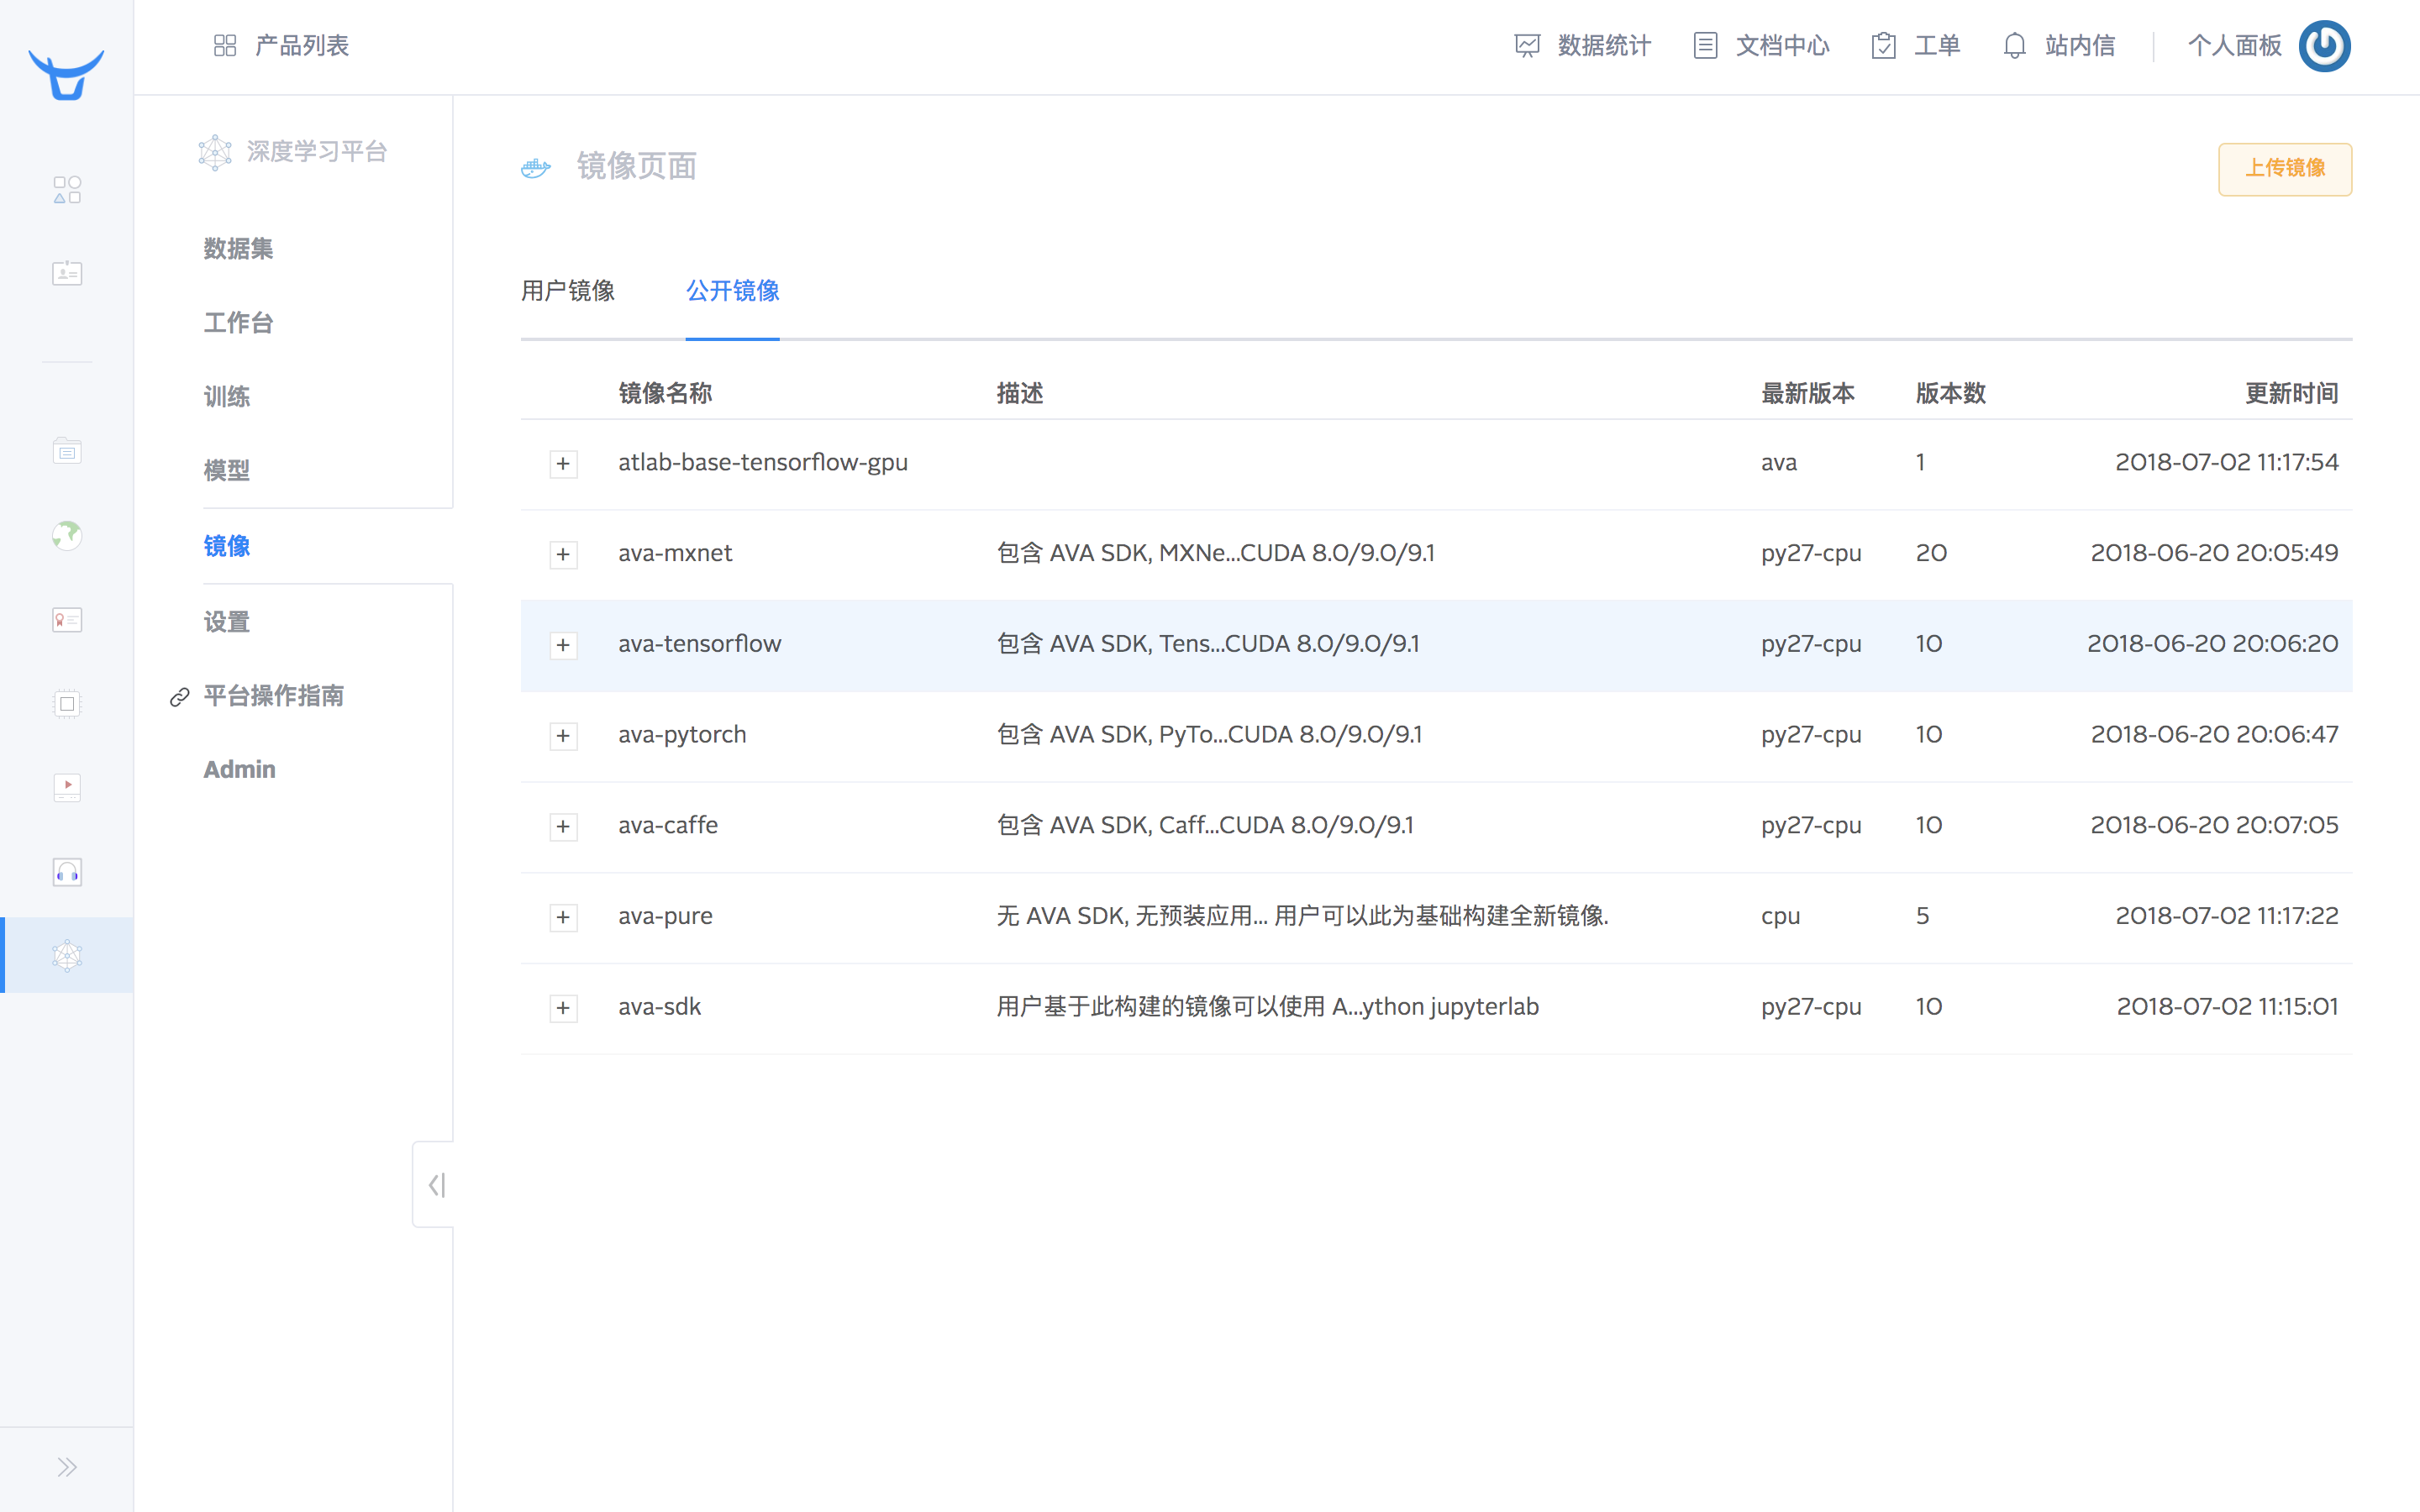 产品列表
数据统计
文档中心
工单
站内信
个人面板
深度学习平台
数据集
工作台
训练
模型
镜像
设置
平台操作指南
Admin
镜像页面
上传镜像
用户镜像 公开镜像
镜像名称 描述 最新版本 版本数 更新时间
atlab-base-tensorflow-gpu ava 1 2018-07-02 11:17:54
ava-mxnet 包含 AVA SDK, MXNe...CUDA 8.0/9.0/9.1 py27-cpu 20 2018-06-20 20:05:49
ava-tensorflow 包含 AVA SDK, Tens...CUDA 8.0/9.0/9.1 py27-cpu 10 2018-06-20 20:06:20
ava-pytorch 包含 AVA SDK, PyTo...CUDA 8.0/9.0/9.1 py27-cpu 10 2018-06-20 20:06:47
ava-caffe 包含 AVA SDK, Caff...CUDA 8.0/9.0/9.1 py27-cpu 10 2018-06-20 20:07:05
ava-pure 无 AVA SDK, 无预装应用... 用户可以此为基础构建全新镜像. cpu 5 2018-07-02 11:17:22
ava-sdk 用户基于此构建的镜像可以使用 A...ython jupyterlab py27-cpu 10 2018-07-02 11:15:01